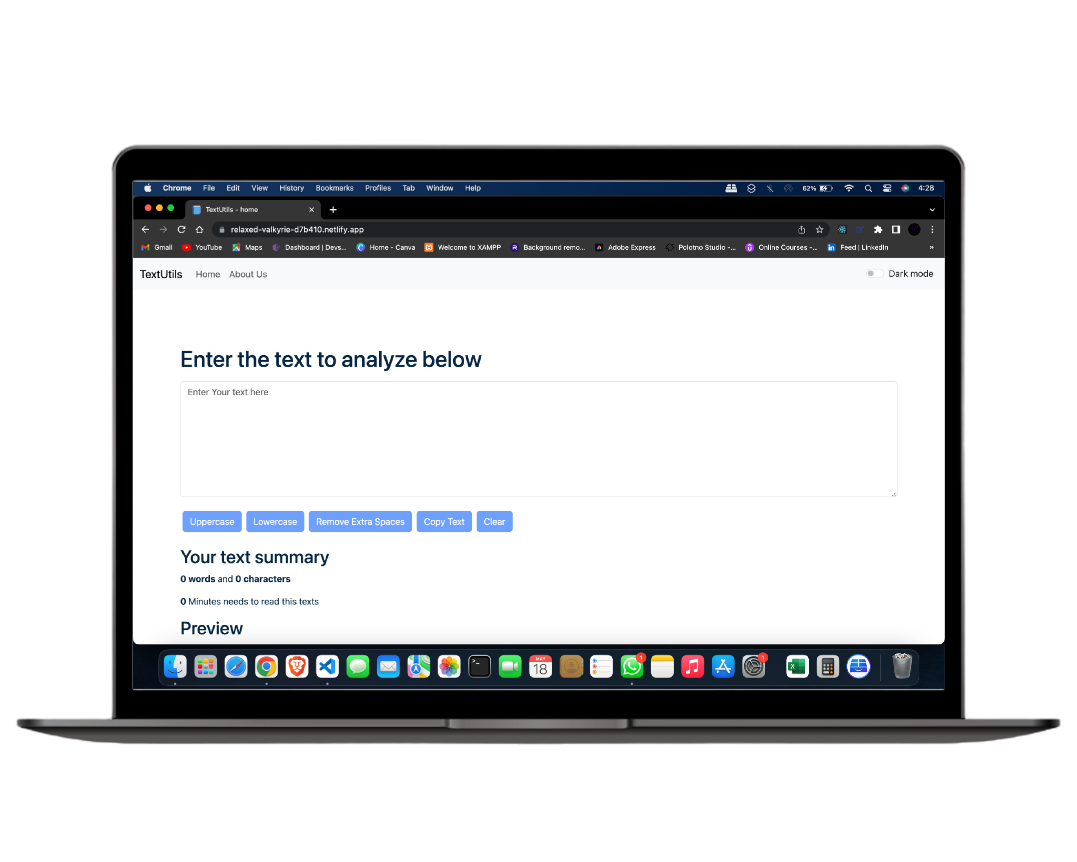 Chrome File Edit View History Bookmarks Profiles Tab Window Help 62% 4:28
TextUtils - home
relaxed-valkyrie-d7b410.netlify.app
Gmail YouTube Maps Dashboard | Devs... Home - Canva Welcome to XAMPP Background remo... Adobe Express Polotno Studio -... Online Courses -... Feed | LinkedIn »
TextUtils Home About Us Dark mode
Enter the text to analyze below
Enter Your text here
Uppercase Lowercase Remove Extra Spaces Copy Text Clear
Your text summary
0 words and 0 characters
0 Minutes needs to read this texts
Preview
MAY
18
1
1